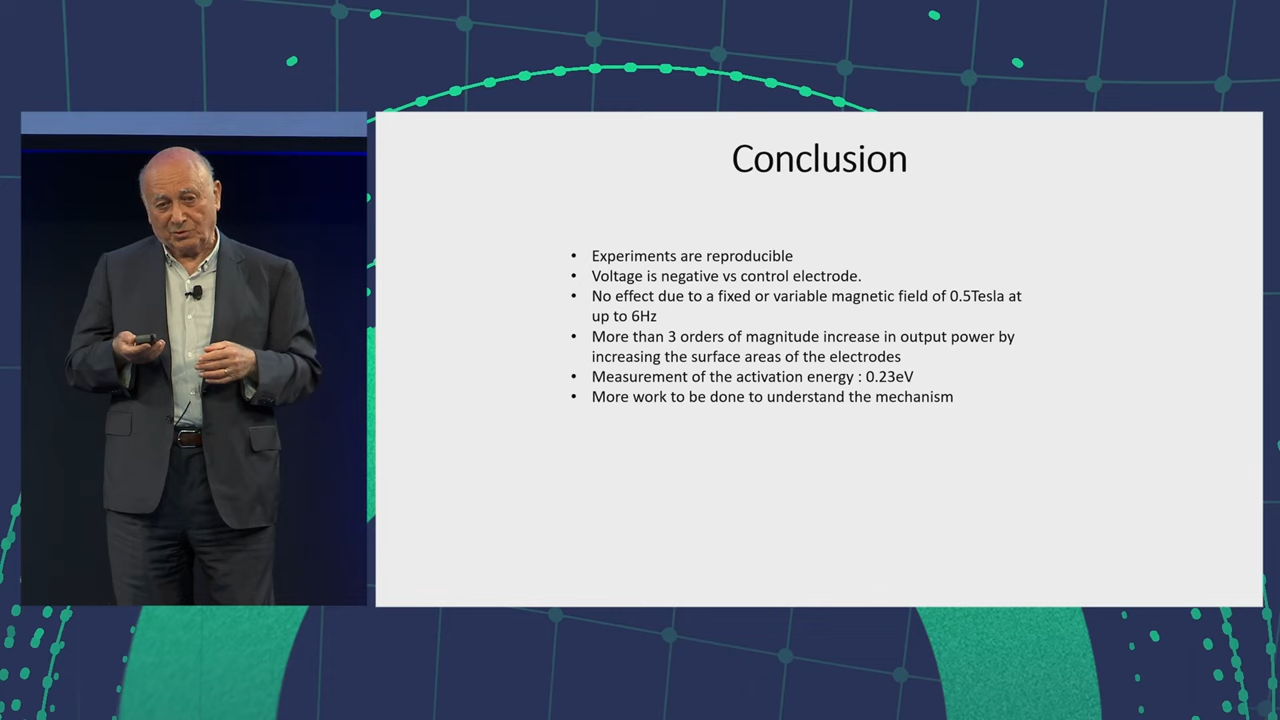 Conclusion
• Experiments are reproducible
• Voltage is negative vs control electrode.
• No effect due to a fixed or variable magnetic field of 0.5Tesla at
up to 6Hz
• More than 3 orders of magnitude increase in output power by
increasing the surface areas of the electrodes
• Measurement of the activation energy : 0.23eV
• More work to be done to understand the mechanism